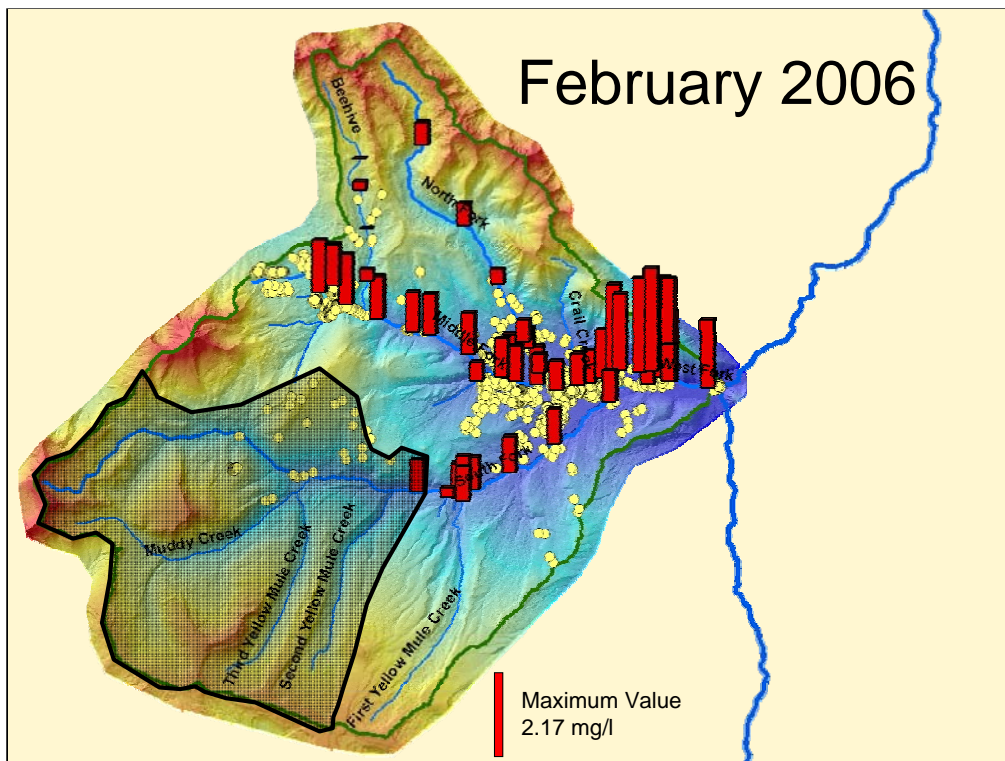 February 2006
Beehive
North Fork
Crail Creek
Middle Fork
West Fork
South Fork
Muddy Creek
Third Yellow Mule Creek
Second Yellow Mule Creek
First Yellow Mule Creek
Maximum Value
2.17 mg/l